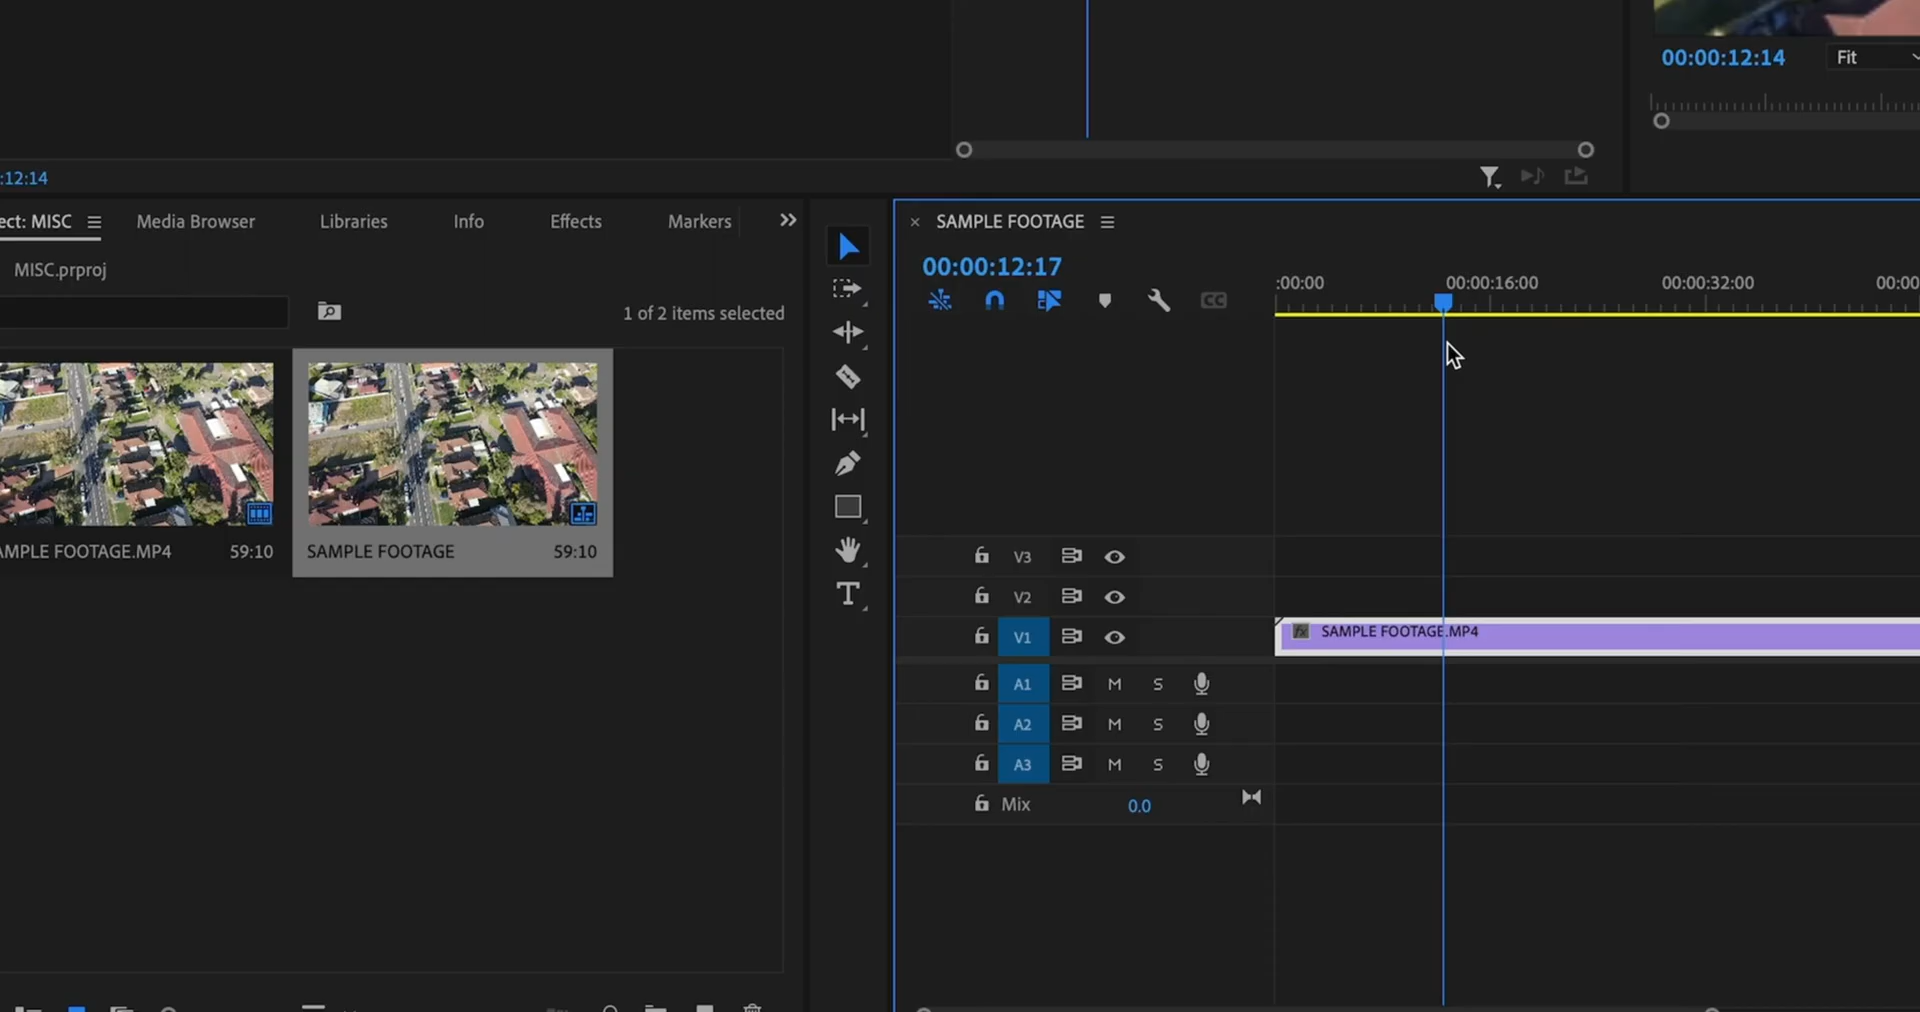 00:00:12:14
Fit
:12:14
ect: MISC
Media Browser
Libraries
Info
Effects
Markers
SAMPLE FOOTAGE
MISC.prproj
00:00:12:17
:00:00
00:00:16:00
00:00:32:00
00:00
CC
1 of 2 items selected
AMPLE FOOTAGE.MP4
59:10
SAMPLE FOOTAGE
59:10
V3
V2
V1
fx SAMPLE FOOTAGE.MP4
A1
M
S
A2
M
S
A3
M
S
Mix
0.0